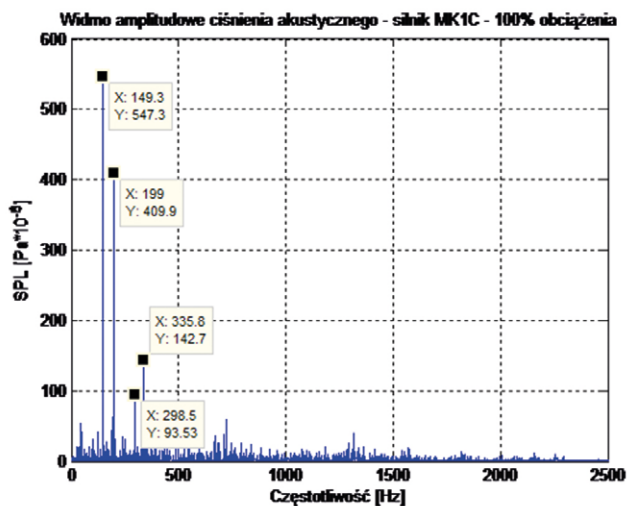 Widmo amplitudowe ciśnienia akustycznego - silnik MK1C - 100% obciążenia
600
500
400
300
200
100
0
SPL [Pa*10^-5]
X: 149.3
Y: 547.3
X: 199
Y: 409.9
X: 335.8
Y: 142.7
X: 298.5
Y: 93.53
0 500 1000 1500 2000 2500
Częstotliwość [Hz]